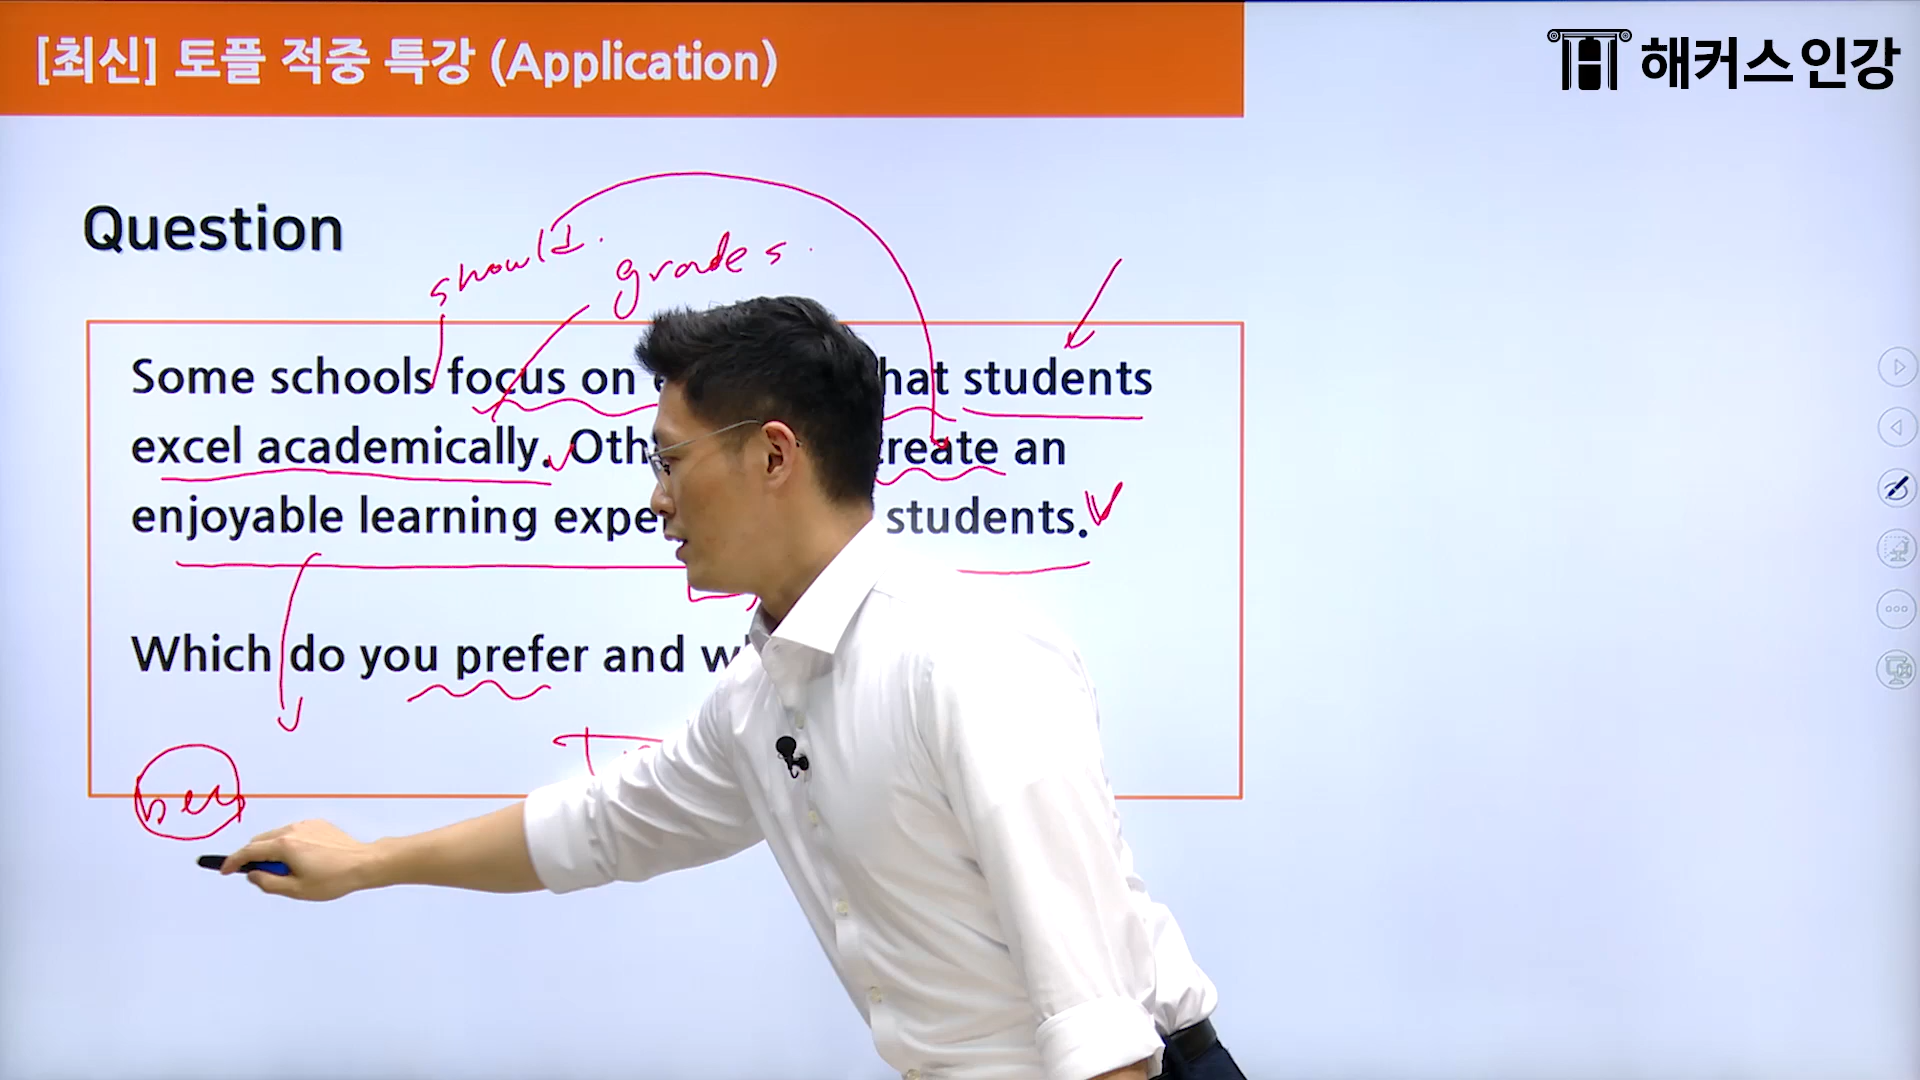 [최신] 토플 적중 특강 (Application)
해커스인강
Question
should.
grades.
Some schools focus on hat students
excel academically. Oth create an
enjoyable learning expe students.
Which do you prefer and w